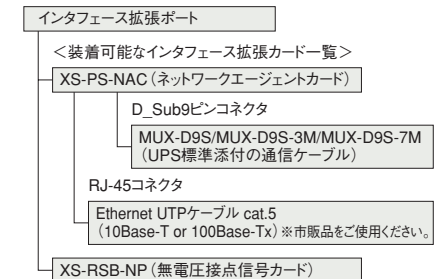 インタフェース拡張ポート
＜装着可能なインタフェース拡張カード一覧＞
XS-PS-NAC（ネットワークエージェントカード）
D_Sub9ピンコネクタ
MUX-D9S/MUX-D9S-3M/MUX-D9S-7M
（UPS標準添付の通信ケーブル）
RJ-45コネクタ
Ethernet UTPケーブル cat.5
（10Base-T or 100Base-Tx）※市販品をご使用ください。
XS-RSB-NP（無電圧接点信号カード）